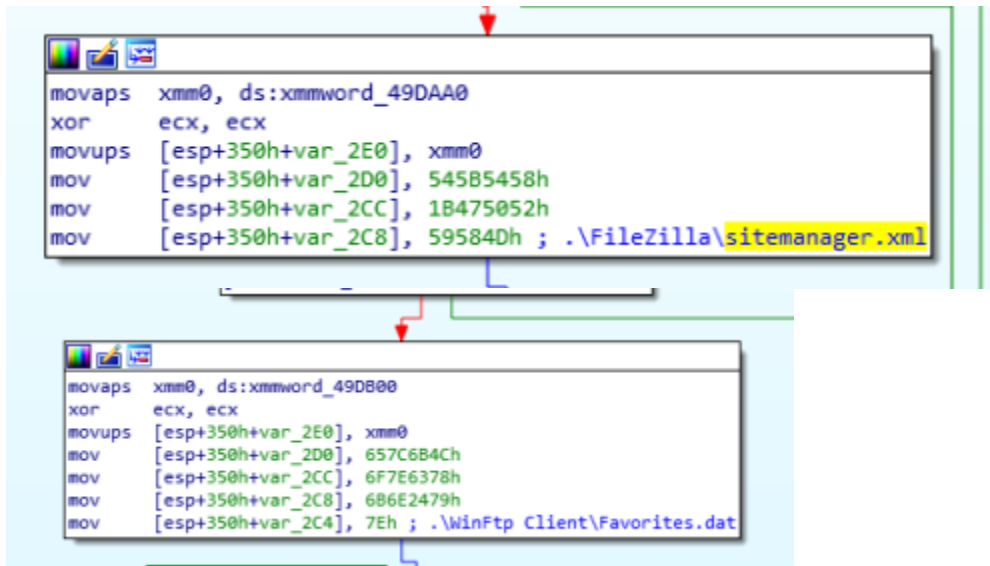 movaps xmm0, ds:xmmword_49DAA0
xor ecx, ecx
movups [esp+350h+var_2E0], xmm0
mov [esp+350h+var_2D0], 545B5458h
mov [esp+350h+var_2CC], 1B475052h
mov [esp+350h+var_2C8], 59584Dh ; .\FileZilla\sitemanager.xml
movaps xmm0, ds:xmmword_49DB00
xor ecx, ecx
movups [esp+350h+var_2E0], xmm0
mov [esp+350h+var_2D0], 657C6B4Ch
mov [esp+350h+var_2CC], 6F7E6378h
mov [esp+350h+var_2C8], 6B6E2479h
mov [esp+350h+var_2C4], 7Eh ; .\WinFtp Client\Favorites.dat